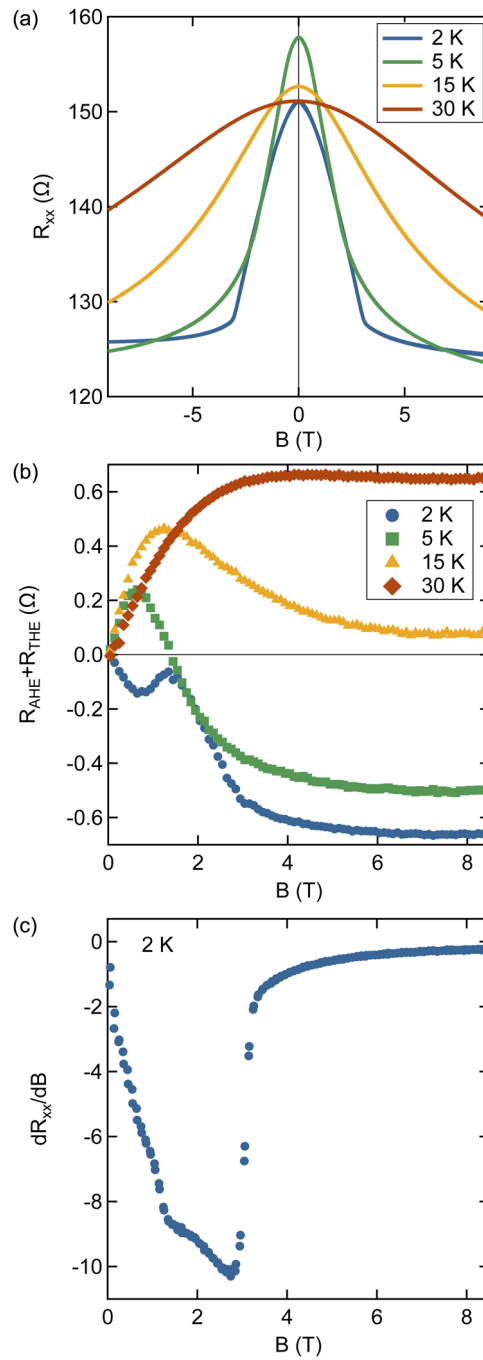 (a)
160
150
140
130
120
R_xx (Ω)
2 K
5 K
15 K
30 K
-5
0
5
B (T)
(b)
0.6
0.4
0.2
0.0
-0.2
-0.4
-0.6
R_AHE+R_THE (Ω)
2 K
5 K
15 K
30 K
0
2
4
6
8
B (T)
(c)
2 K
0
-2
-4
-6
-8
-10
dR_xx/dB
0
2
4
6
8
B (T)